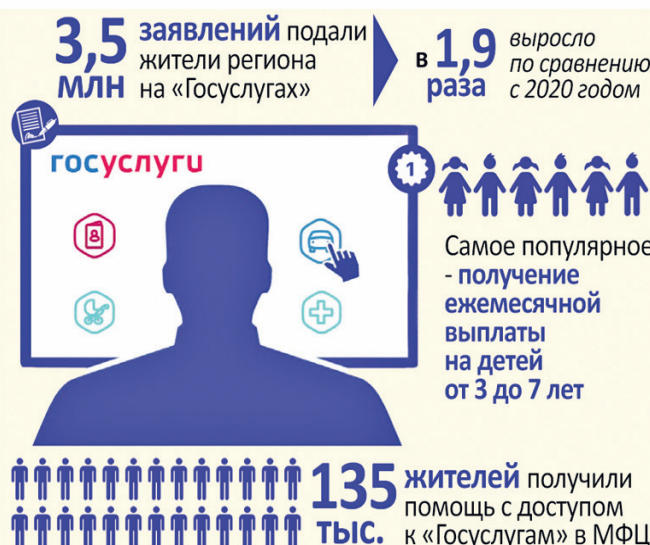 3,5 млн
заявлений подали
жители региона
на «Госуслугах»
в 1,9 раза
выросло
по сравнению
с 2020 годом
госуслуги
1
Самое популярное
- получение
ежемесячной
выплаты
на детей
от 3 до 7 лет
135 тыс.
жителей получили
помощь с доступом
к «Госуслугам» в МФЦ